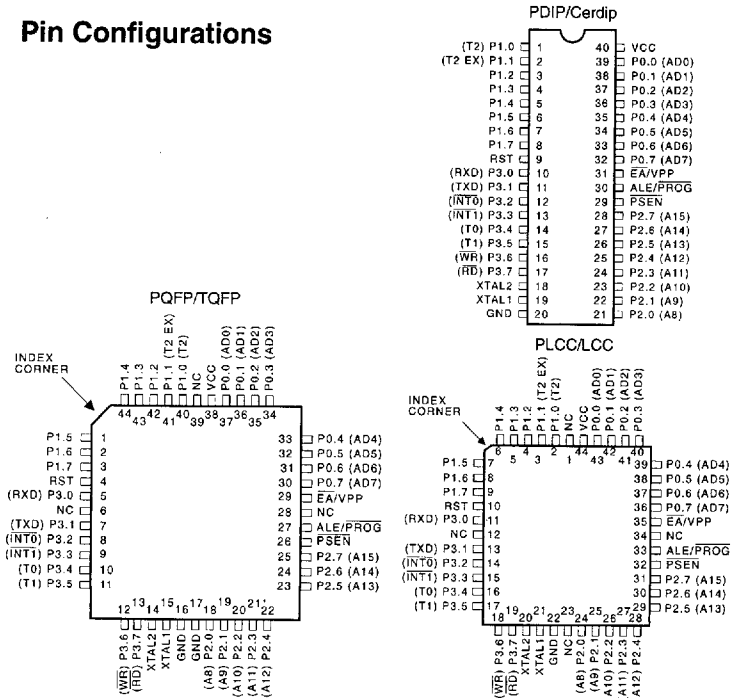 Pin Configurations
PDIP/Cerdip
(T2) P1.0 1 40 VCC
(T2 EX) P1.1 2 39 P0.0 (AD0)
P1.2 3 38 P0.1 (AD1)
P1.3 4 37 P0.2 (AD2)
P1.4 5 36 P0.3 (AD3)
P1.5 6 35 P0.4 (AD4)
P1.6 7 34 P0.5 (AD5)
P1.7 8 33 P0.6 (AD6)
RST 9 32 P0.7 (AD7)
(RXD) P3.0 10 31 EA/VPP
(TXD) P3.1 11 30 ALE/PROG
(INT0) P3.2 12 29 PSEN
(INT1) P3.3 13 28 P2.7 (A15)
(T0) P3.4 14 27 P2.6 (A14)
(T1) P3.5 15 26 P2.5 (A13)
(WR) P3.6 16 25 P2.4 (A12)
(RD) P3.7 17 24 P2.3 (A11)
XTAL2 18 23 P2.2 (A10)
XTAL1 19 22 P2.1 (A9)
GND 20 21 P2.0 (A8)
PQFP/TQFP
INDEX
CORNER
P1.4
P1.3
P1.2
P1.1 (T2 EX)
P1.0 (T2)
NC
VCC
P0.0 (AD0)
P0.1 (AD1)
P0.2 (AD2)
P0.3 (AD3)
44 43 42 41 40 39 38 37 36 35 34
P1.5 1 33 P0.4 (AD4)
P1.6 2 32 P0.5 (AD5)
P1.7 3 31 P0.6 (AD6)
RST 4 30 P0.7 (AD7)
(RXD) P3.0 5 29 EA/VPP
NC 6 28 NC
(TXD) P3.1 7 27 ALE/PROG
(INT0) P3.2 8 26 PSEN
(INT1) P3.3 9 25 P2.7 (A15)
(T0) P3.4 10 24 P2.6 (A14)
(T1) P3.5 11 23 P2.5 (A13)
12 13 14 15 16 17 18 19 20 21 22
(WR) P3.6
(RD) P3.7
XTAL2
XTAL1
GND
GND
(A8) P2.0
(A9) P2.1
(A10) P2.2
(A11) P2.3
(A12) P2.4
PLCC/LCC
INDEX
CORNER
P1.4
P1.3
P1.2
P1.1 (T2 EX)
P1.0 (T2)
NC
VCC
P0.0 (AD0)
P0.1 (AD1)
P0.2 (AD2)
P0.3 (AD3)
6 5 4 3 2 1 44 43 42 41 40
P1.5 7 39 P0.4 (AD4)
P1.6 8 38 P0.5 (AD5)
P1.7 9 37 P0.6 (AD6)
RST 10 36 P0.7 (AD7)
(RXD) P3.0 11 35 EA/VPP
NC 12 34 NC
(TXD) P3.1 13 33 ALE/PROG
(INT0) P3.2 14 32 PSEN
(INT1) P3.3 15 31 P2.7 (A15)
(T0) P3.4 16 30 P2.6 (A14)
(T1) P3.5 17 29 P2.5 (A13)
18 19 20 21 22 23 24 25 26 27 28
(WR) P3.6
(RD) P3.7
XTAL2
XTAL1
GND
NC
(A8) P2.0
(A9) P2.1
A10) P2.2
(A11) P2.3
(A12) P2.4